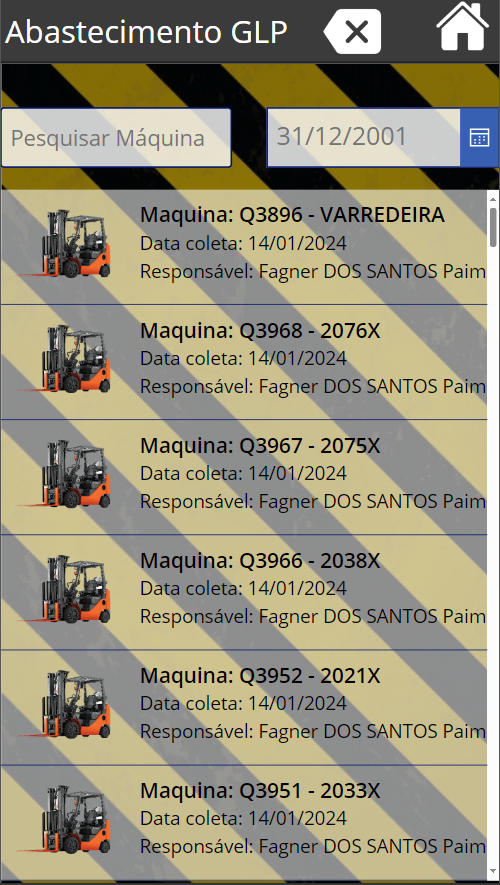 Abastecimento GLP
Pesquisar Máquina
31/12/2001
Maquina: Q3896 - VARREDEIRA
Data coleta: 14/01/2024
Responsável: Fagner DOS SANTOS Paim
Maquina: Q3968 - 2076X
Data coleta: 14/01/2024
Responsável: Fagner DOS SANTOS Paim
Maquina: Q3967 - 2075X
Data coleta: 14/01/2024
Responsável: Fagner DOS SANTOS Paim
Maquina: Q3966 - 2038X
Data coleta: 14/01/2024
Responsável: Fagner DOS SANTOS Paim
Maquina: Q3952 - 2021X
Data coleta: 14/01/2024
Responsável: Fagner DOS SANTOS Paim
Maquina: Q3951 - 2033X
Data coleta: 14/01/2024
Responsável: Fagner DOS SANTOS Paim